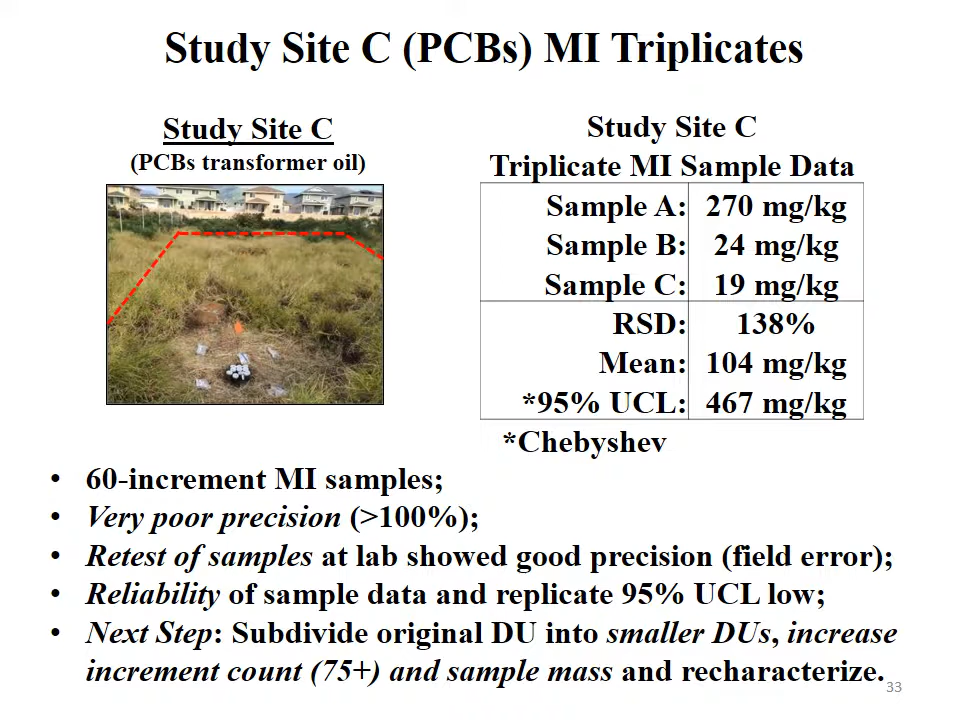 Study Site C (PCBs) MI Triplicates
Study Site C
(PCBs transformer oil)
Study Site C
Triplicate MI Sample Data
Sample A: 270 mg/kg
Sample B: 24 mg/kg
Sample C: 19 mg/kg
RSD: 138%
Mean: 104 mg/kg
*95% UCL: 467 mg/kg
*Chebyshev
• 60-increment MI samples;
• Very poor precision (>100%);
• Retest of samples at lab showed good precision (field error);
• Reliability of sample data and replicate 95% UCL low;
• Next Step: Subdivide original DU into smaller DUs, increase
increment count (75+) and sample mass and recharacterize.
33